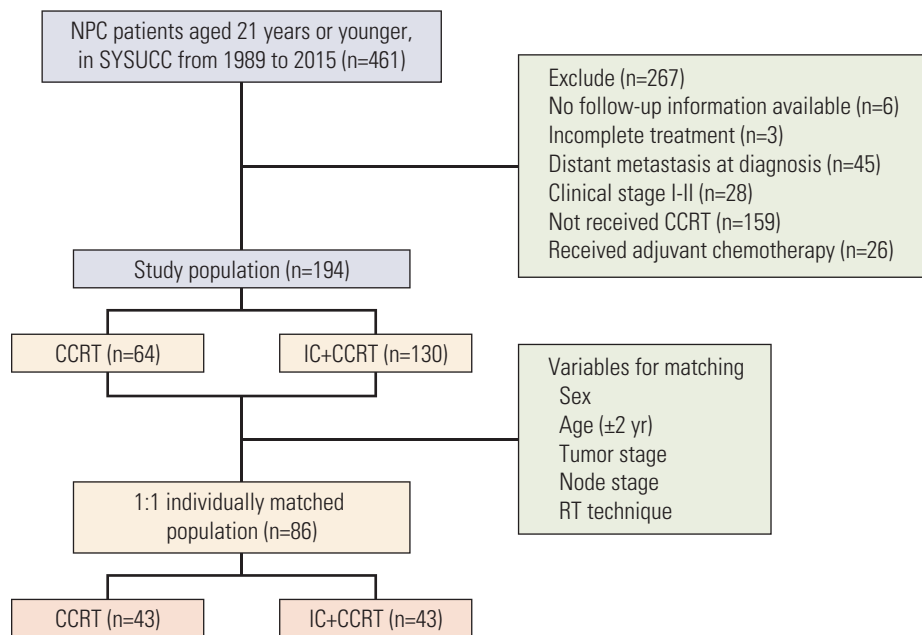 NPC patients aged 21 years or younger,
in SYSUCC from 1989 to 2015 (n=461)
Exclude (n=267)
No follow-up information available (n=6)
Incomplete treatment (n=3)
Distant metastasis at diagnosis (n=45)
Clinical stage I-II (n=28)
Not received CCRT (n=159)
Received adjuvant chemotherapy (n=26)
Study population (n=194)
CCRT (n=64)
IC+CCRT (n=130)
Variables for matching
Sex
Age (±2 yr)
Tumor stage
Node stage
RT technique
1:1 individually matched
population (n=86)
CCRT (n=43)
IC+CCRT (n=43)